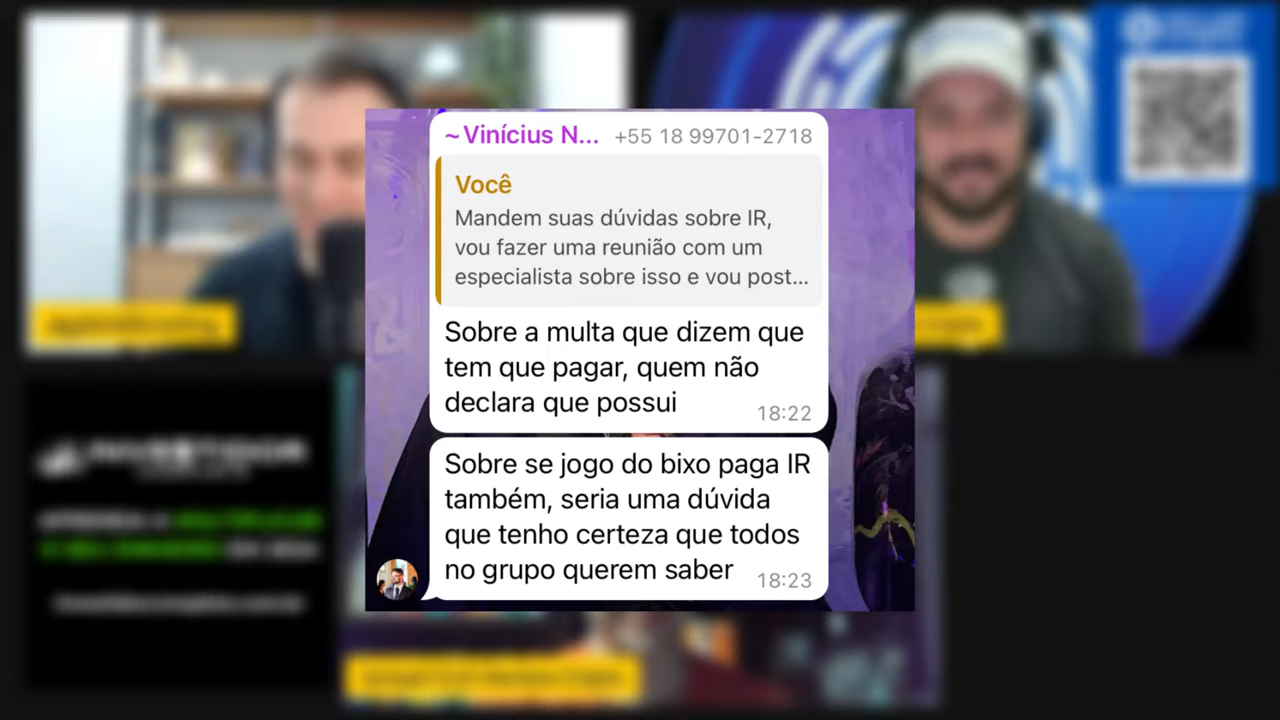 ~Vinícius N... +55 18 99701-2718
Você
Mandem suas dúvidas sobre IR,
vou fazer uma reunião com um
especialista sobre isso e vou post...
Sobre a multa que dizem que
tem que pagar, quem não
declara que possui
18:22
Sobre se jogo do bixo paga IR
também, seria uma dúvida
que tenho certeza que todos
no grupo querem saber
18:23